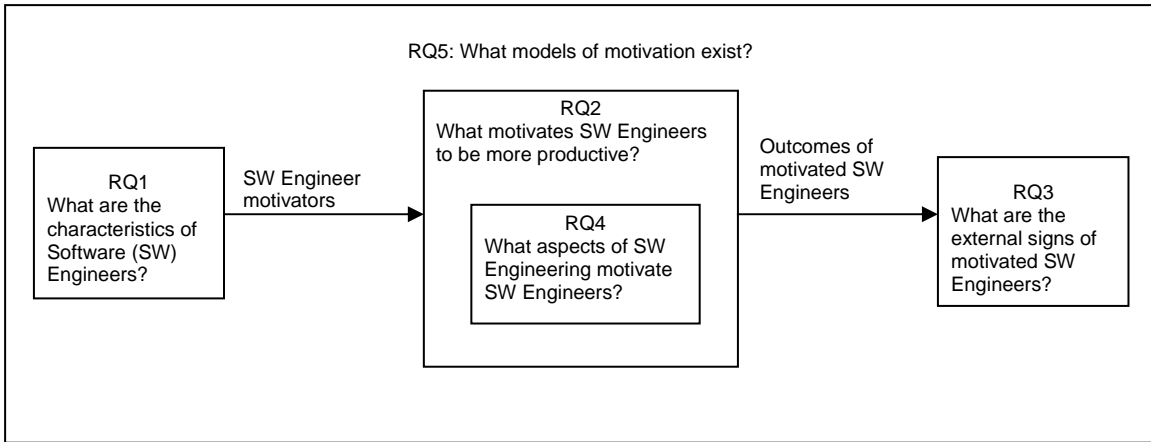 RQ5: What models of motivation exist?
RQ1
What are the
characteristics of
Software (SW)
Engineers?
SW Engineer
motivators
RQ2
What motivates SW Engineers
to be more productive?
RQ4
What aspects of SW
Engineering motivate
SW Engineers?
Outcomes of
motivated SW
Engineers
RQ3
What are the
external signs of
motivated SW
Engineers?